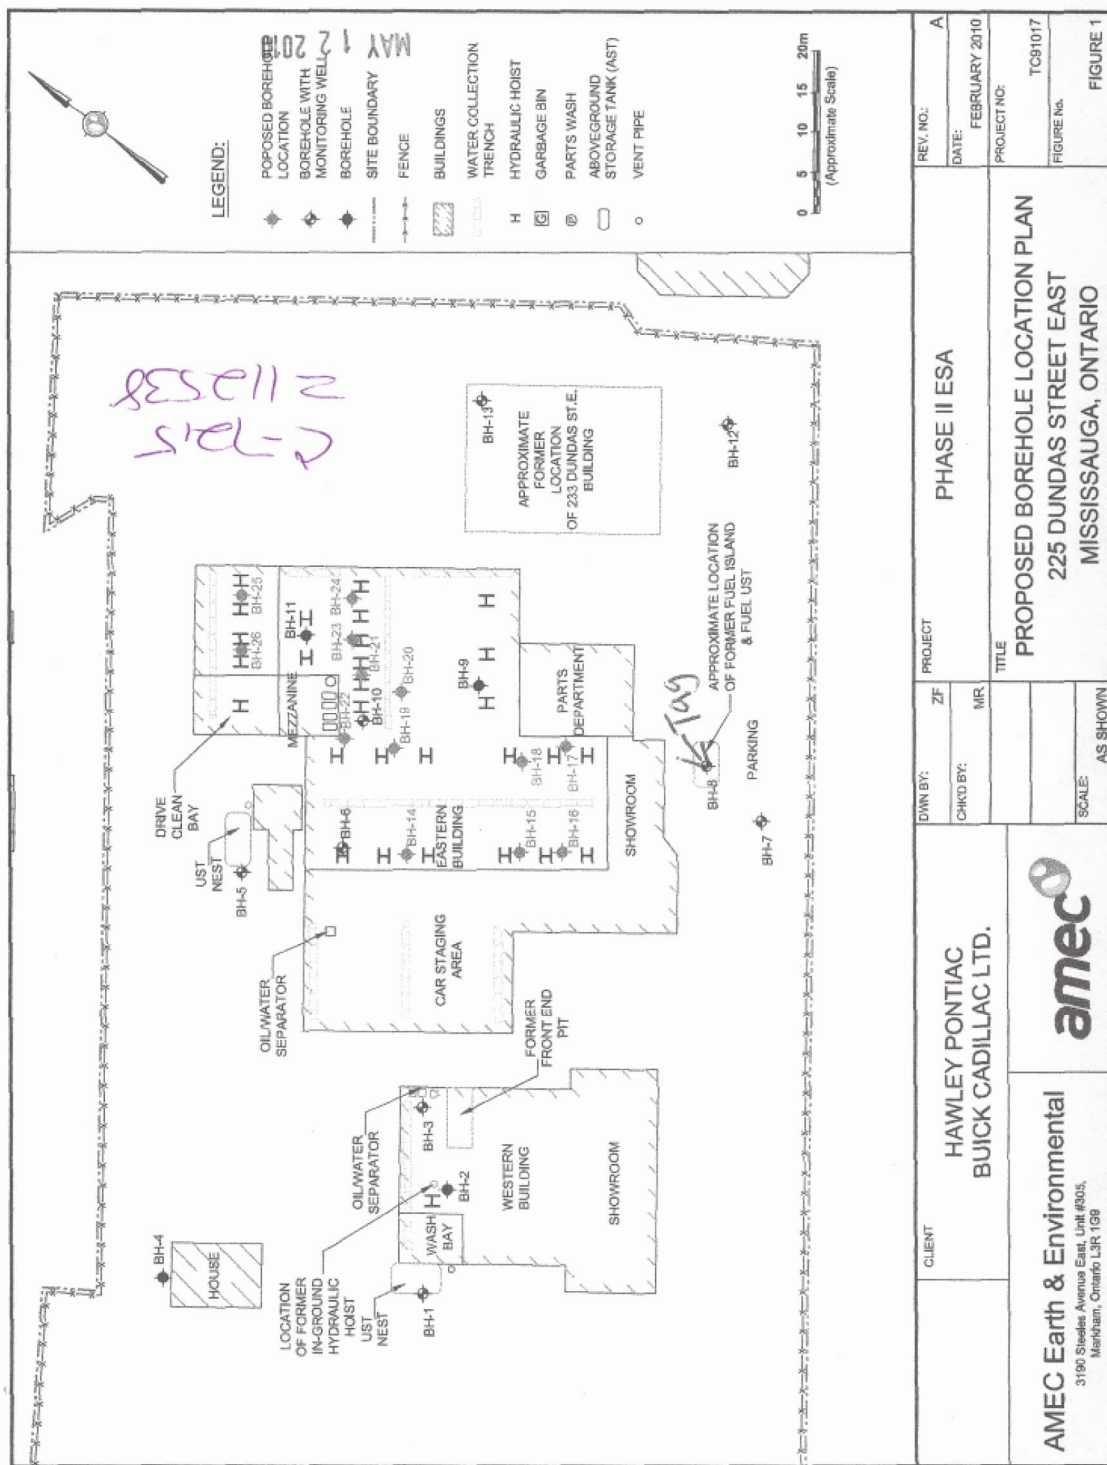 LEGEND:
POPOSED BOREHOLE
LOCATION
BOREHOLE WITH
MONITORING WELL
BOREHOLE
SITE BOUNDARY
FENCE
BUILDINGS
WATER COLLECTION
TRENCH
H HYDRAULIC HOIST
G GARBAGE BIN
P PARTS WASH
ABOVEGROUND
STORAGE TANK (AST)
VENT PIPE
0 5 10 15 20m
(Approximate Scale)
MAY 12 2010
Z112538
C-7215
DRIVE
CLEAN
BAY
UST
NEST
BH-5
OIL/WATER
SEPARATOR
BH-4
HOUSE
LOCATION
OF FORMER
IN-GROUND
HYDRAULIC
HOIST
UST
NEST
BH-1
OIL/WATER
SEPARATOR
BH-3
FORMER
FRONT END
PIT
WASH
BAY
H
BH-2
WESTERN
BUILDING
SHOWROOM
CAR STAGING
AREA
EASTERN
BUILDING
SHOWROOM
MEZZANINE
PARTS
DEPARTMENT
BH-6
BH-14
BH-15
BH-16
BH-17
BH-18
BH-19
BH-20
BH-22
BH-10
BH-21
BH-23
BH-24
BH-11
BH-26
BH-25
BH-9
APPROXIMATE
FORMER
LOCATION
OF 233 DUNDAS ST.E.
BUILDING
BH-13
BH-12
Tag
APPROXIMATE LOCATION
OF FORMER FUEL ISLAND
& FUEL UST
BH-8
PARKING
BH-7
CLIENT
HAWLEY PONTIAC
BUICK CADILLAC LTD.
AMEC Earth & Environmental
3190 Steeles Avenue East, Unit #305,
Markham, Ontario L3R 1G9
amec
DWN BY:
ZF
CHK'D BY:
MR
SCALE:
AS SHOWN
PROJECT
PHASE II ESA
TITLE
PROPOSED BOREHOLE LOCATION PLAN
225 DUNDAS STREET EAST
MISSISSAUGA, ONTARIO
REV. NO.:
A
DATE:
FEBRUARY 2010
PROJECT NO:
TC91017
FIGURE No.
FIGURE 1